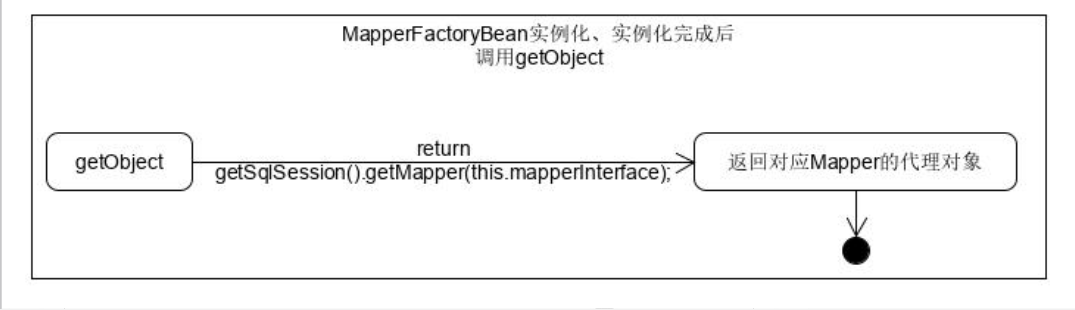 MapperFactoryBean实例化、实例化完成后
调用getObject
getObject
return
getSqlSession().getMapper(this.mapperInterface);
返回对应Mapper的代理对象